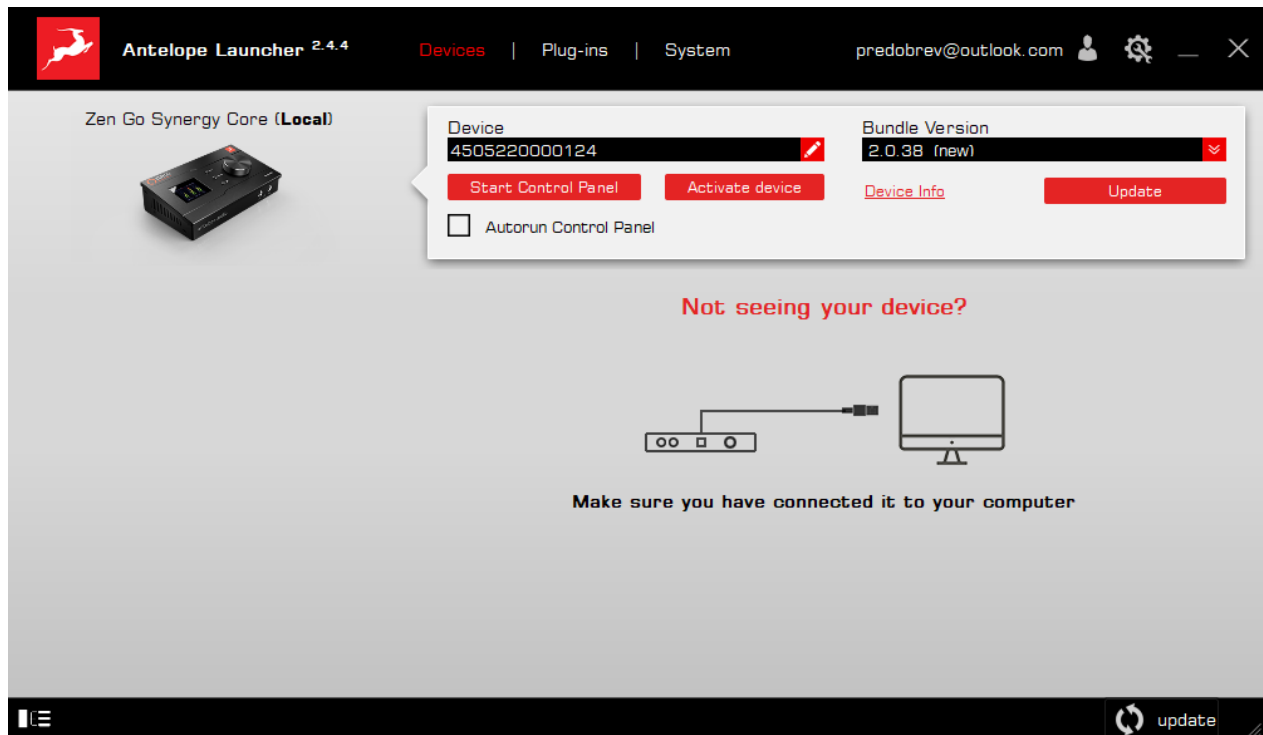 Antelope Launcher 2.4.4
Devices | Plug-ins | System
predobrev@outlook.com
Zen Go Synergy Core (Local)
Device
4505220000124
Bundle Version
2.0.38 (new)
Start Control Panel
Activate device
Device Info
Update
Autorun Control Panel
Not seeing your device?
Make sure you have connected it to your computer
update